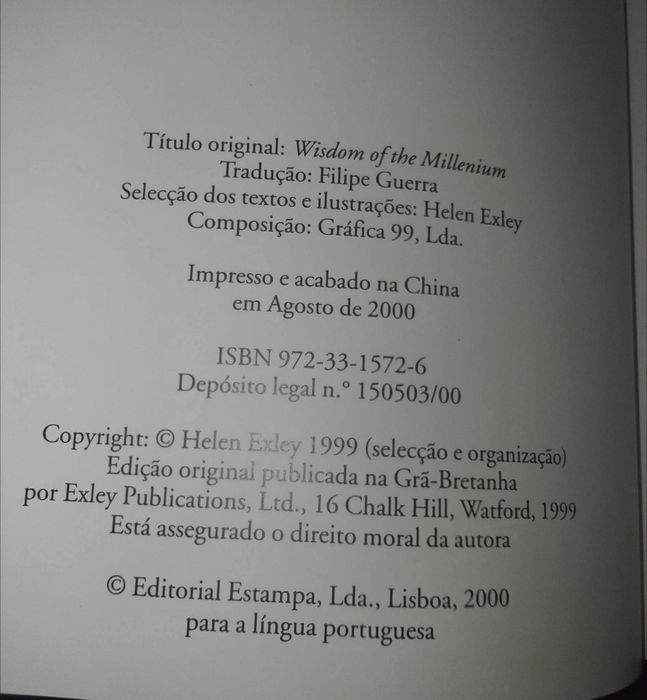 Título original: Wisdom of the Millenium
Tradução: Filipe Guerra
Selecção dos textos e ilustrações: Helen Exley
Composição: Gráfica 99, Lda.
Impresso e acabado na China
em Agosto de 2000
ISBN 972-33-1572-6
Depósito legal n.º 150503/00
Copyright: © Helen Exley 1999 (selecção e organização)
Edição original publicada na Grã-Bretanha
por Exley Publications, Ltd., 16 Chalk Hill, Watford, 1999
Está assegurado o direito moral da autora
© Editorial Estampa, Lda., Lisboa, 2000
para a língua portuguesa